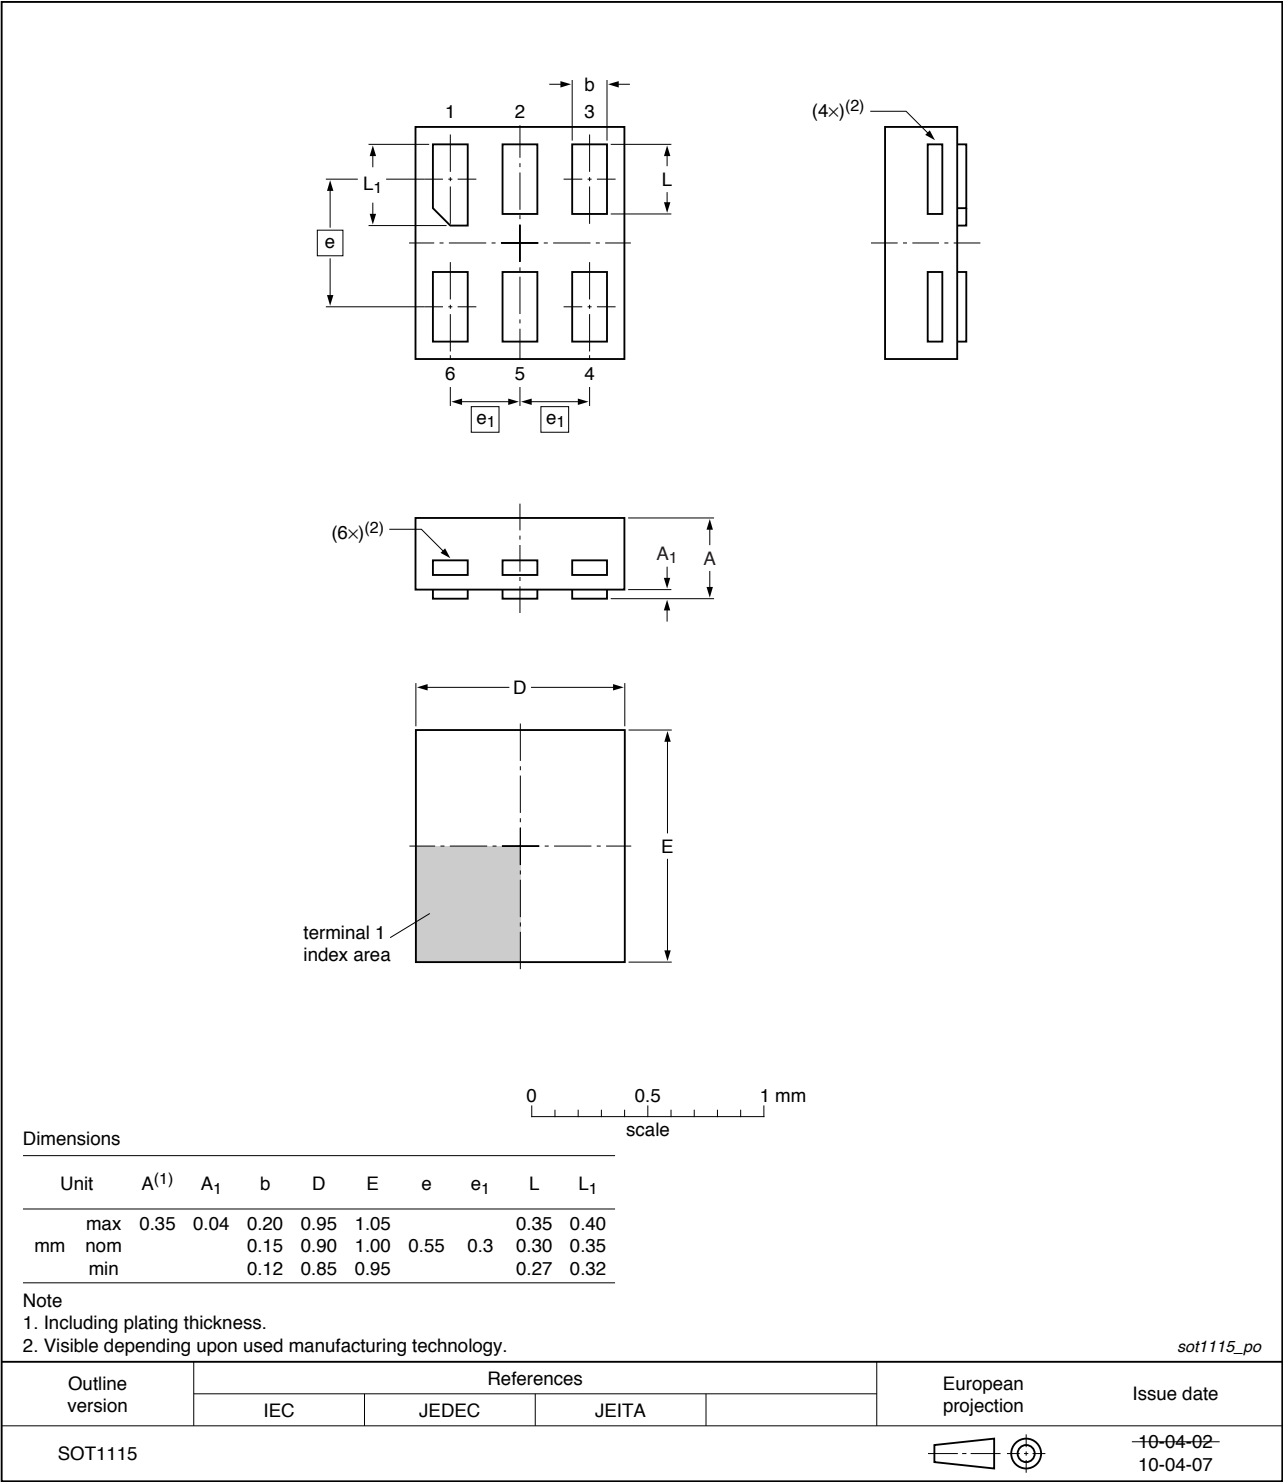 b
1 2 3
(4×)(2)
L1
L
e
6 5 4
e1 e1
(6×)(2)
A1 A
D
E
terminal 1
index area
0 0.5 1 mm
scale
Dimensions
Unit A(1) A1 b D E e e1 L L1
max 0.35 0.04 0.20 0.95 1.05 0.35 0.40
mm nom 0.15 0.90 1.00 0.55 0.3 0.30 0.35
min 0.12 0.85 0.95 0.27 0.32
Note
1. Including plating thickness.
2. Visible depending upon used manufacturing technology.
sot1115_po
Outline version
References
IEC JEDEC JEITA
European projection
Issue date
SOT1115
10-04-02
10-04-07